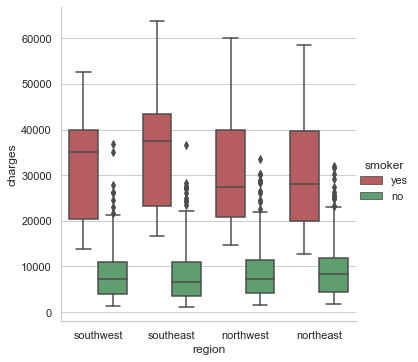 60000
50000
40000
30000
20000
10000
0
charges
southwest southeast northwest northeast
region
smoker
yes
no